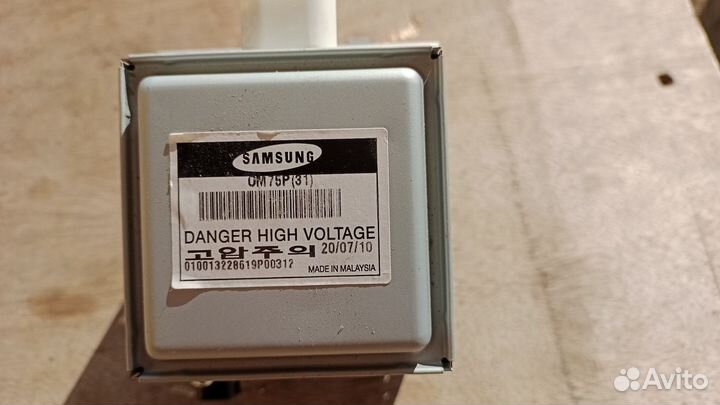 SAMSUNG
OM75P(31)
DANGER HIGH VOLTAGE
고압주의 20/07/10
010013228619P00312
MADE IN MALAYSIA
Avito